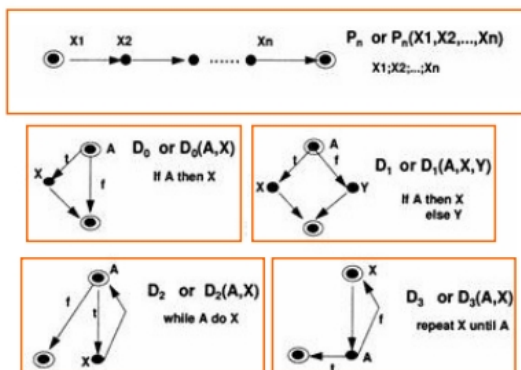 X1 X2 Xn
Pn or Pn(X1,X2,...,Xn)
X1;X2;...;Xn
A
X
t
f
D0 or D0(A,X)
If A then X
A
t f
X Y
D1 or D1(A,X,Y)
If A then X
else Y
A
f
t
X
D2 or D2(A,X)
while A do X
X
f
A
t
D3 or D3(A,X)
repeat X until A